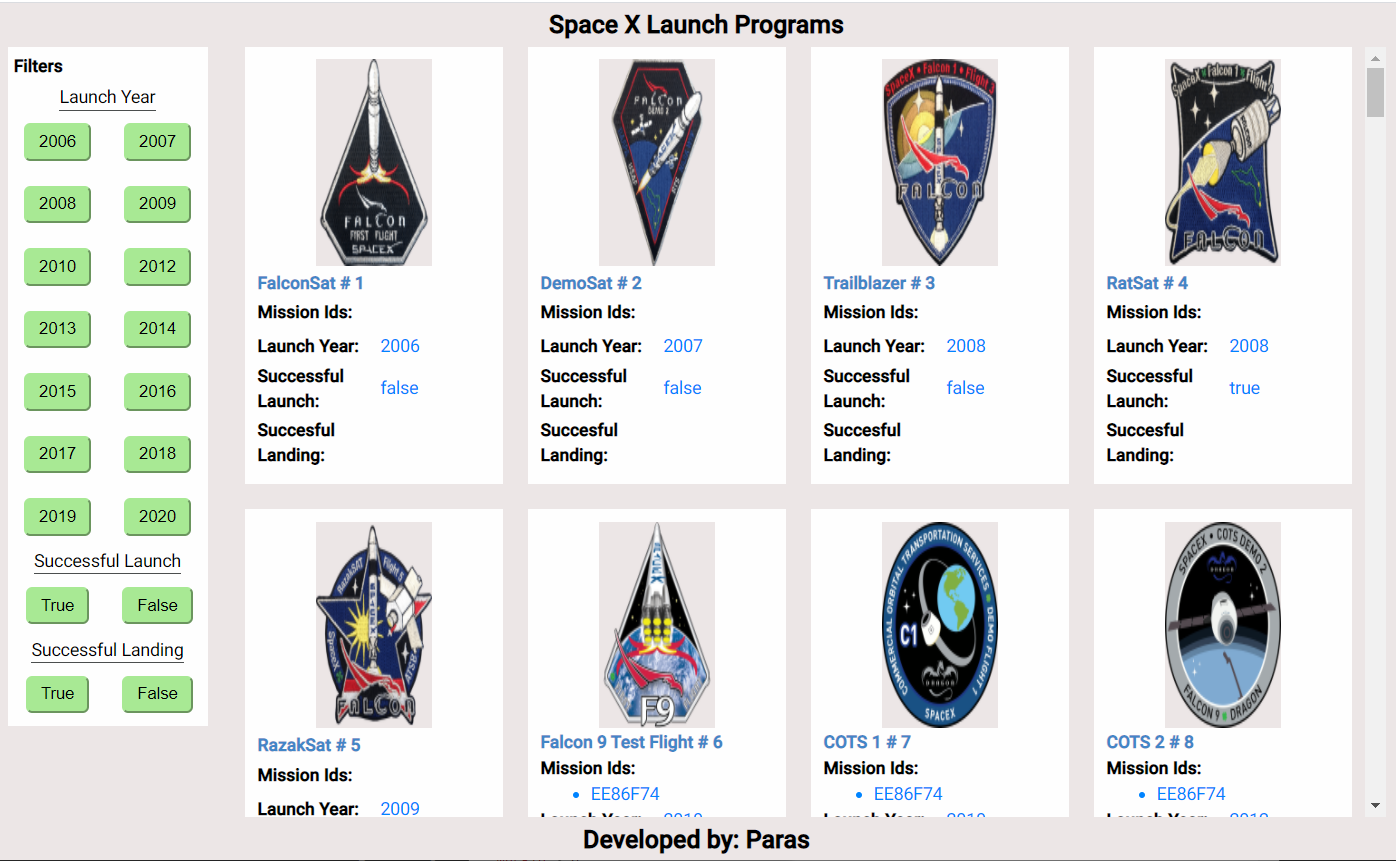 Space X Launch Programs
Filters
Launch Year
2006 2007
2008 2009
2010 2012
2013 2014
2015 2016
2017 2018
2019 2020
Successful Launch
True False
Successful Landing
True False
FALCON
FIRST FLIGHT
SPACEX
FalconSat # 1
Mission Ids:
Launch Year: 2006
Successful
Launch: false
Succesful
Landing:
FALCON
DEMO 2
SPACEX
DemoSat # 2
Mission Ids:
Launch Year: 2007
Successful
Launch: false
Succesful
Landing:
SpaceX • Falcon 1 • Flight 3
FALCON
Trailblazer # 3
Mission Ids:
Launch Year: 2008
Successful
Launch: false
Succesful
Landing:
SpaceX Falcon 1 Flight 4
FALCON
RatSat # 4
Mission Ids:
Launch Year: 2008
Successful
Launch: true
Succesful
Landing:
RazakSAT Flight 5
SpaceX
ATSB
FALCON
RazakSat # 5
Mission Ids:
Launch Year: 2009
SPACEX
F9
Falcon 9 Test Flight # 6
Mission Ids:
EE86F74
Launch Year: 2010
COMMERCIAL ORBITAL TRANSPORTATION SERVICES
DEMO FLIGHT 1
C1
DRAGON
SPACEX
COTS 1 # 7
Mission Ids:
EE86F74
Launch Year: 2010
SPACEX • COTS DEMO 2
DRAGON
FALCON 9 DRAGON
COTS 2 # 8
Mission Ids:
EE86F74
Launch Year: 2012
Developed by: Paras